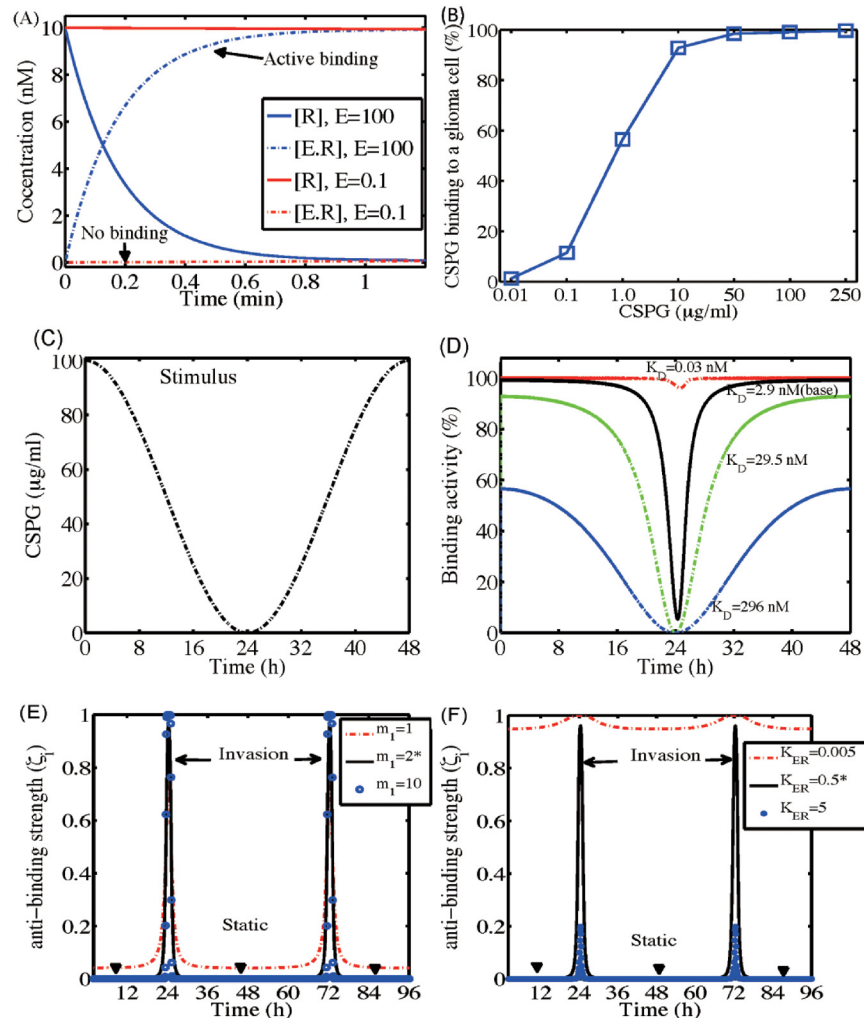 (A)
Cocentration (nM)
10
8
6
4
2
0
Active binding
[R], E=100
[E.R], E=100
[R], E=0.1
[E.R], E=0.1
No binding
0.2
0.4
0.6
0.8
1
Time (min)
(B)
CSPG binding to a glioma cell (%)
100
80
60
40
20
0
0.01
0.1
1.0
10
50
100
250
CSPG (μg/ml)
(C)
CSPG (μg/ml)
100
80
60
40
20
0
Stimulus
0
8
16
24
32
40
48
Time (h)
(D)
Binding activity (%)
100
80
60
40
20
0
K_D=0.03 nM
K_D=2.9 nM(base)
K_D=29.5 nM
K_D=296 nM
0
8
16
24
32
40
48
Time (h)
(E)
anti-binding strength (ζ_1)
1
0.8
0.6
0.4
0.2
0
m_1=1
m_1=2*
m_1=10
Invasion
Static
12
24
36
48
60
72
84
96
Time (h)
(F)
anti-binding strength (ζ_1)
1
0.8
0.6
0.4
0.2
0
K_ER=0.005
K_ER=0.5*
K_ER=5
Invasion
Static
12
24
36
48
60
72
84
96
Time (h)